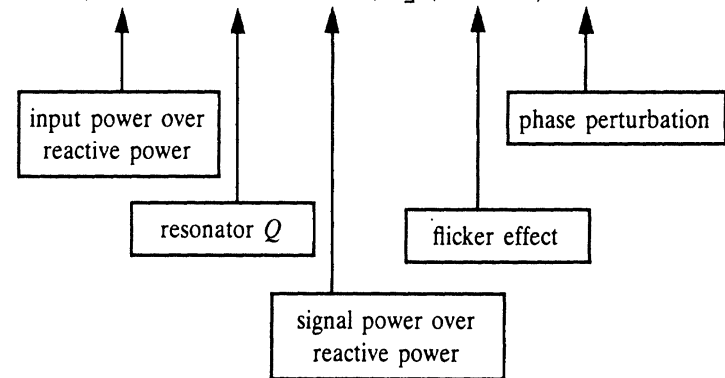 input power over
reactive power
phase perturbation
resonator Q
flicker effect
signal power over
reactive power